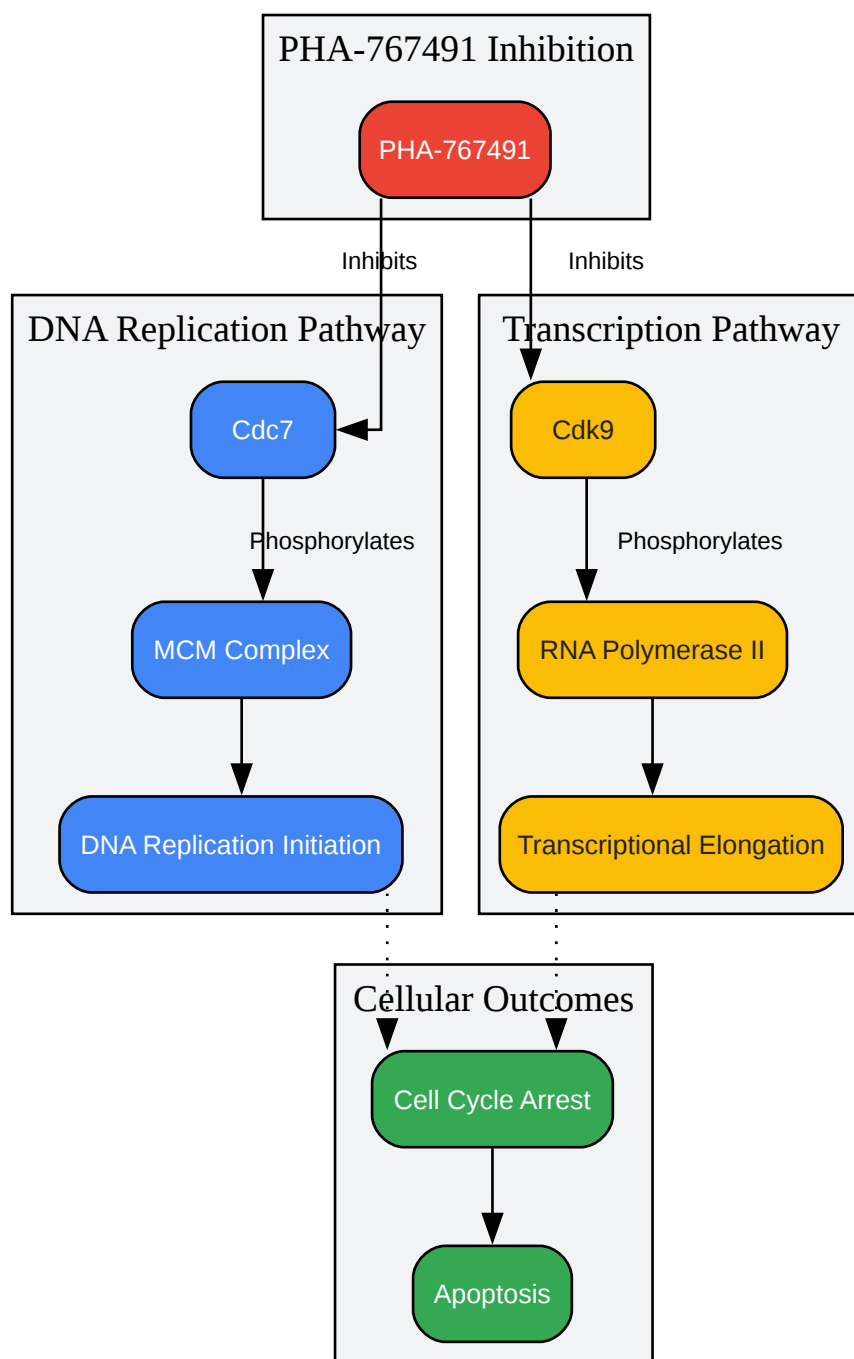 PHA-767491 Inhibition
PHA-767491
Inhibits
Inhibits
DNA Replication Pathway
Transcription Pathway
Cdc7
Cdk9
Phosphorylates
Phosphorylates
MCM Complex
RNA Polymerase II
DNA Replication Initiation
Transcriptional Elongation
Cellular Outcomes
Cell Cycle Arrest
Apoptosis